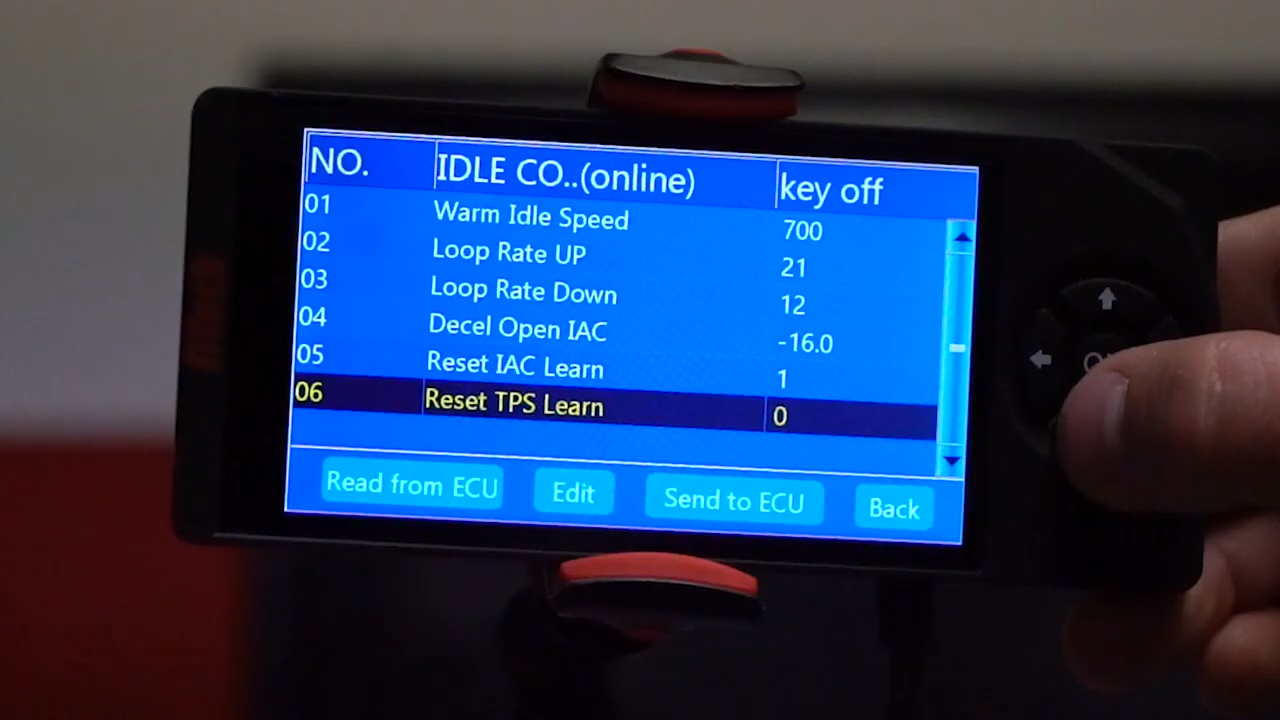 NO. IDLE CO..(online) key off
01 Warm Idle Speed 700
02 Loop Rate UP 21
03 Loop Rate Down 12
04 Decel Open IAC -16.0
05 Reset IAC Learn 1
06 Reset TPS Learn 0
Read from ECU Edit Send to ECU Back